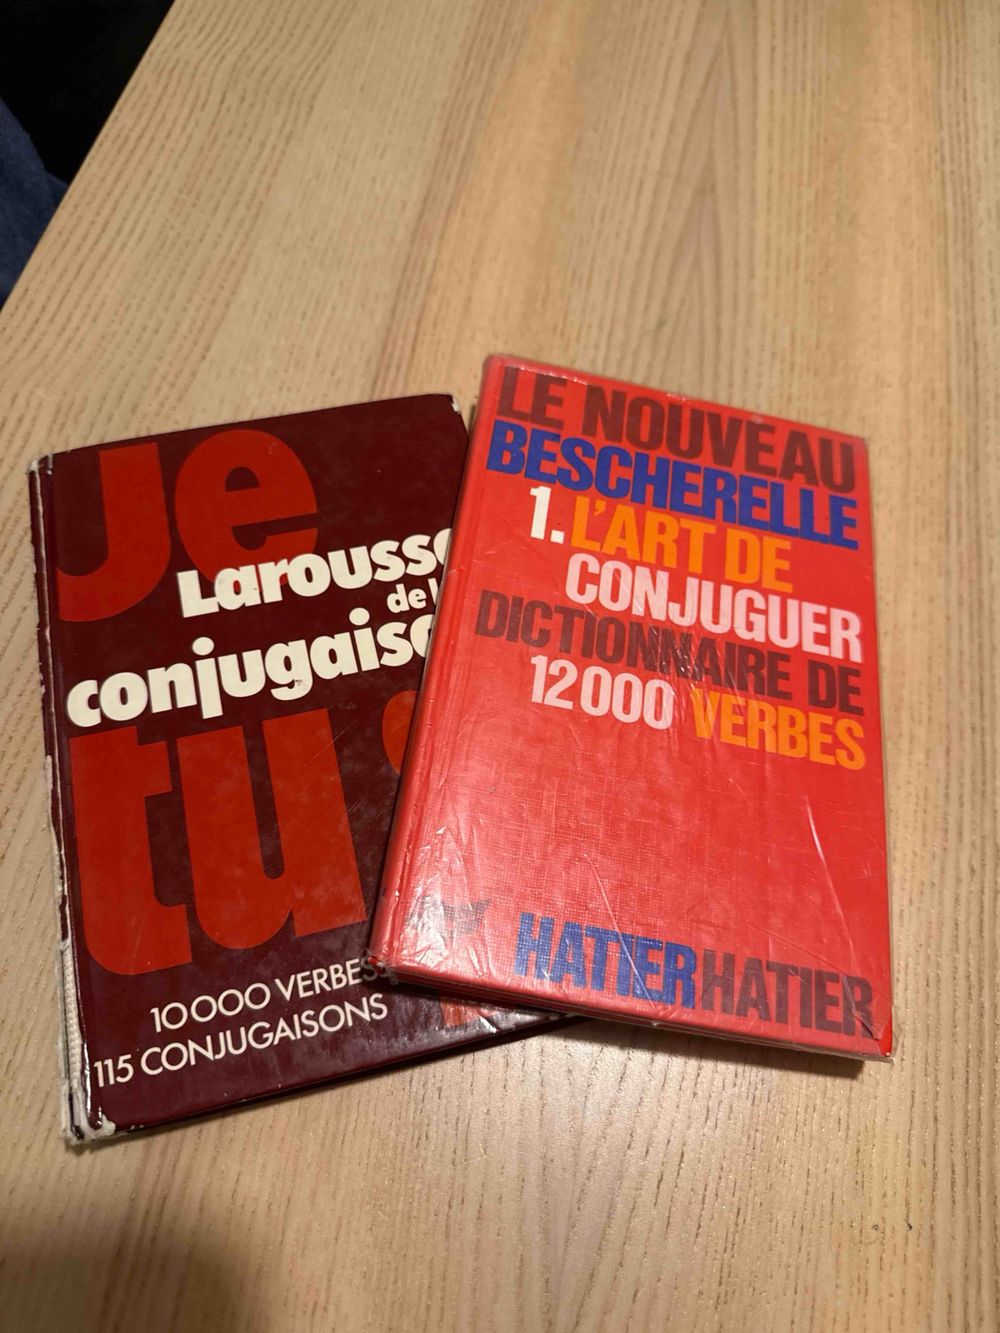 Je
Larousse
de l
conjugaiso
tu
10000 VERBES
115 CONJUGAISONS
LE NOUVEAU
BESCHERELLE
1. L'ART DE
CONJUGUER
DICTIONNAIRE DE
12000 VERBES
HATIER HATIER